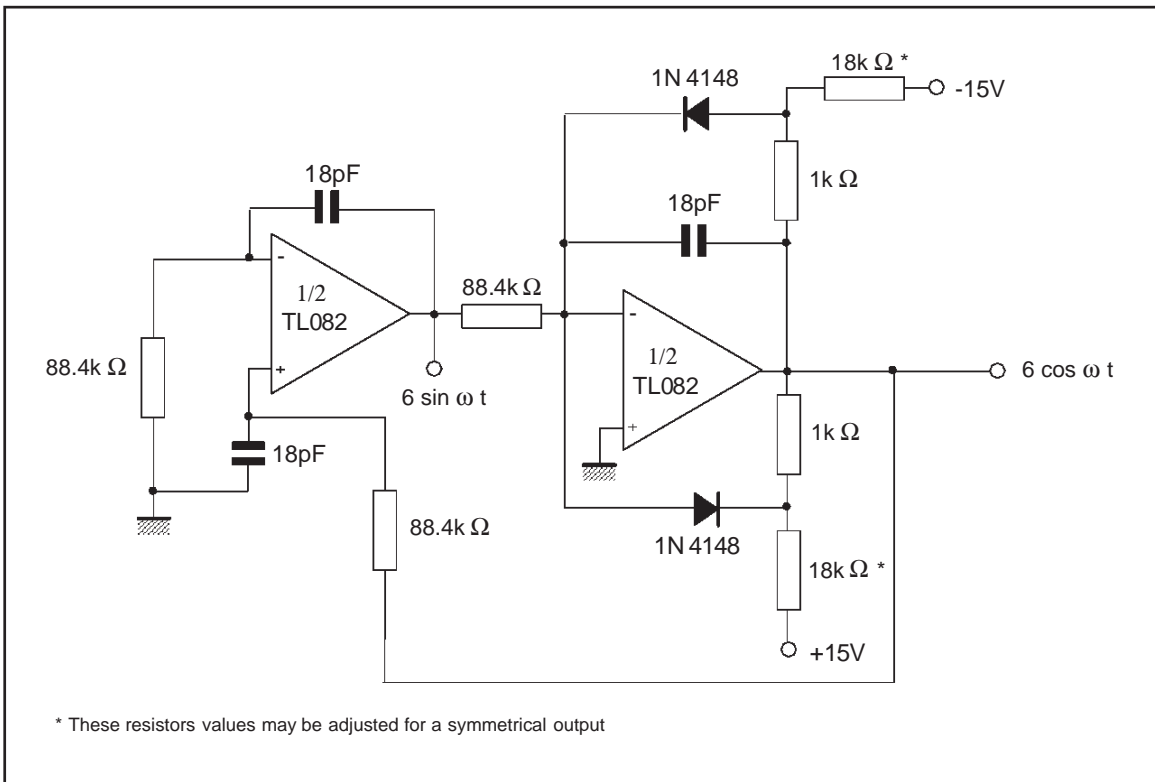 18k Ω *
1N 4148
-15V
18pF
1k Ω
18pF
88.4k Ω
-
1/2
TL082
-
1/2
TL082
88.4k Ω
+
6 sin ω t
6 cos ω t
1k Ω
+
18pF
88.4k Ω
1N 4148
18k Ω *
+15V
* These resistors values may be adjusted for a symmetrical output